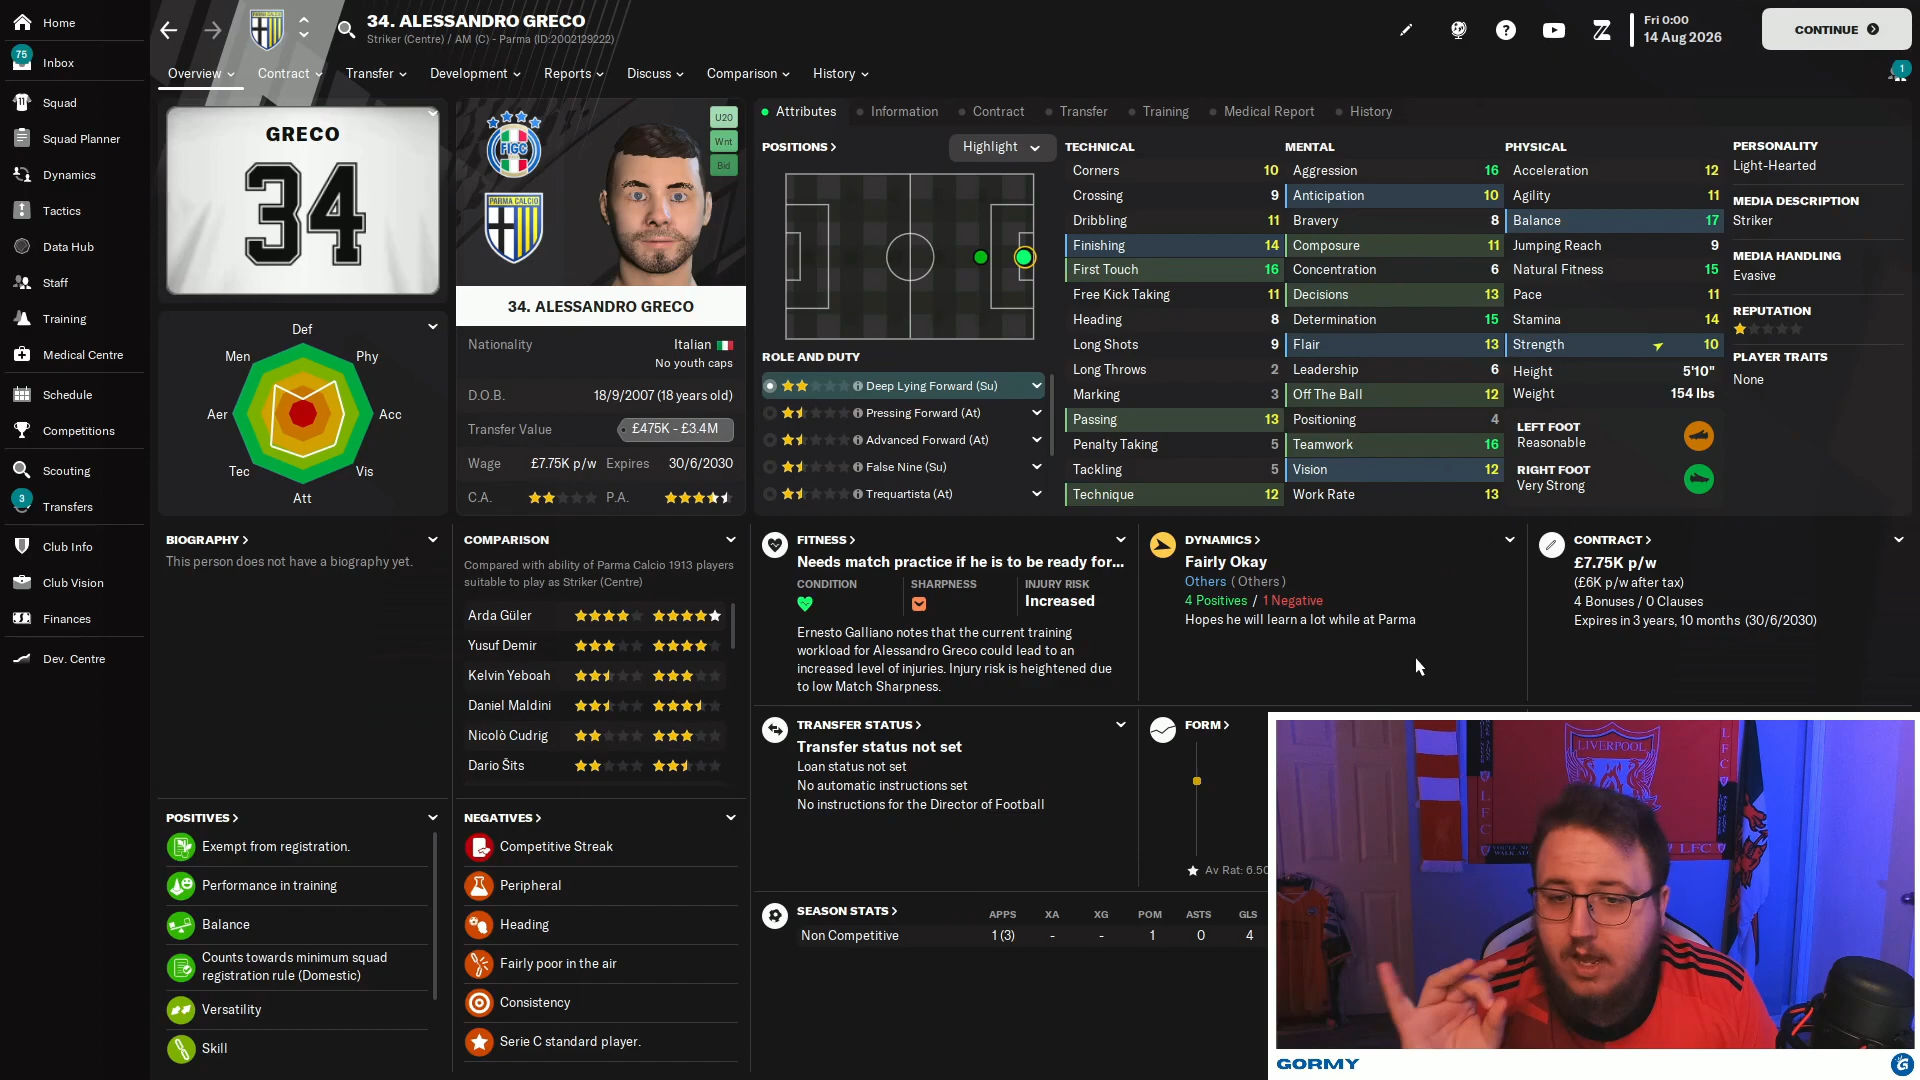 Home
75
Inbox
Squad
Squad Planner
Dynamics
Tactics
Data Hub
Staff
Training
Medical Centre
Schedule
Competitions
Scouting
3
Transfers
Club Info
Club Vision
Finances
Dev. Centre
34. ALESSANDRO GRECO
Striker (Centre) / AM (C) - Parma (ID:2002129222)
Fri 0:00
14 Aug 2026
CONTINUE
1
Overview
Contract
Transfer
Development
Reports
Discuss
Comparison
History
GRECO
34
Def
Phy
Acc
Vis
Att
Tec
Aer
Men
FIGC
PARMA CALCIO
U20
Wnt
Bid
34. ALESSANDRO GRECO
Nationality Italian
No youth caps
D.O.B. 18/9/2007 (18 years old)
Transfer Value £475K - £3.4M
Wage £7.75K p/w Expires 30/6/2030
C.A. P.A.
Attributes
Information
Contract
Transfer
Training
Medical Report
History
POSITIONS
Highlight
ROLE AND DUTY
Deep Lying Forward (Su)
Pressing Forward (At)
Advanced Forward (At)
False Nine (Su)
Trequartista (At)
TECHNICAL
Corners 10
Crossing 9
Dribbling 11
Finishing 14
First Touch 16
Free Kick Taking 11
Heading 8
Long Shots 9
Long Throws 2
Marking 3
Passing 13
Penalty Taking 5
Tackling 5
Technique 12
MENTAL
Aggression 16
Anticipation 10
Bravery 8
Composure 11
Concentration 6
Decisions 13
Determination 15
Flair 13
Leadership 6
Off The Ball 12
Positioning 4
Teamwork 16
Vision 12
Work Rate 13
PHYSICAL
Acceleration 12
Agility 11
Balance 17
Jumping Reach 9
Natural Fitness 15
Pace 11
Stamina 14
Strength 10
Height 5'10"
Weight 154 lbs
LEFT FOOT
Reasonable
RIGHT FOOT
Very Strong
PERSONALITY
Light-Hearted
MEDIA DESCRIPTION
Striker
MEDIA HANDLING
Evasive
REPUTATION
PLAYER TRAITS
None
BIOGRAPHY
This person does not have a biography yet.
COMPARISON
Compared with ability of Parma Calcio 1913 players
suitable to play as Striker (Centre)
Arda Güler
Yusuf Demir
Kelvin Yeboah
Daniel Maldini
Nicolò Cudrig
Dario Šits
FITNESS
Needs match practice if he is to be ready for...
CONDITION
SHARPNESS
INJURY RISK
Increased
Ernesto Galliano notes that the current training
workload for Alessandro Greco could lead to an
increased level of injuries. Injury risk is heightened due
to low Match Sharpness.
DYNAMICS
Fairly Okay
Others ( Others )
4 Positives / 1 Negative
Hopes he will learn a lot while at Parma
CONTRACT
£7.75K p/w
(£6K p/w after tax)
4 Bonuses / 0 Clauses
Expires in 3 years, 10 months (30/6/2030)
TRANSFER STATUS
Transfer status not set
Loan status not set
No automatic instructions set
No instructions for the Director of Football
FORM
Av Rat: 6.50
POSITIVES
Exempt from registration.
Performance in training
Balance
Counts towards minimum squad
registration rule (Domestic)
Versatility
Skill
NEGATIVES
Competitive Streak
Peripheral
Heading
Fairly poor in the air
Consistency
Serie C standard player.
SEASON STATS
APPS XA XG POM ASTS GLS
Non Competitive 1 (3) - - 1 0 4
LIVERPOOL
LFC
GORMY